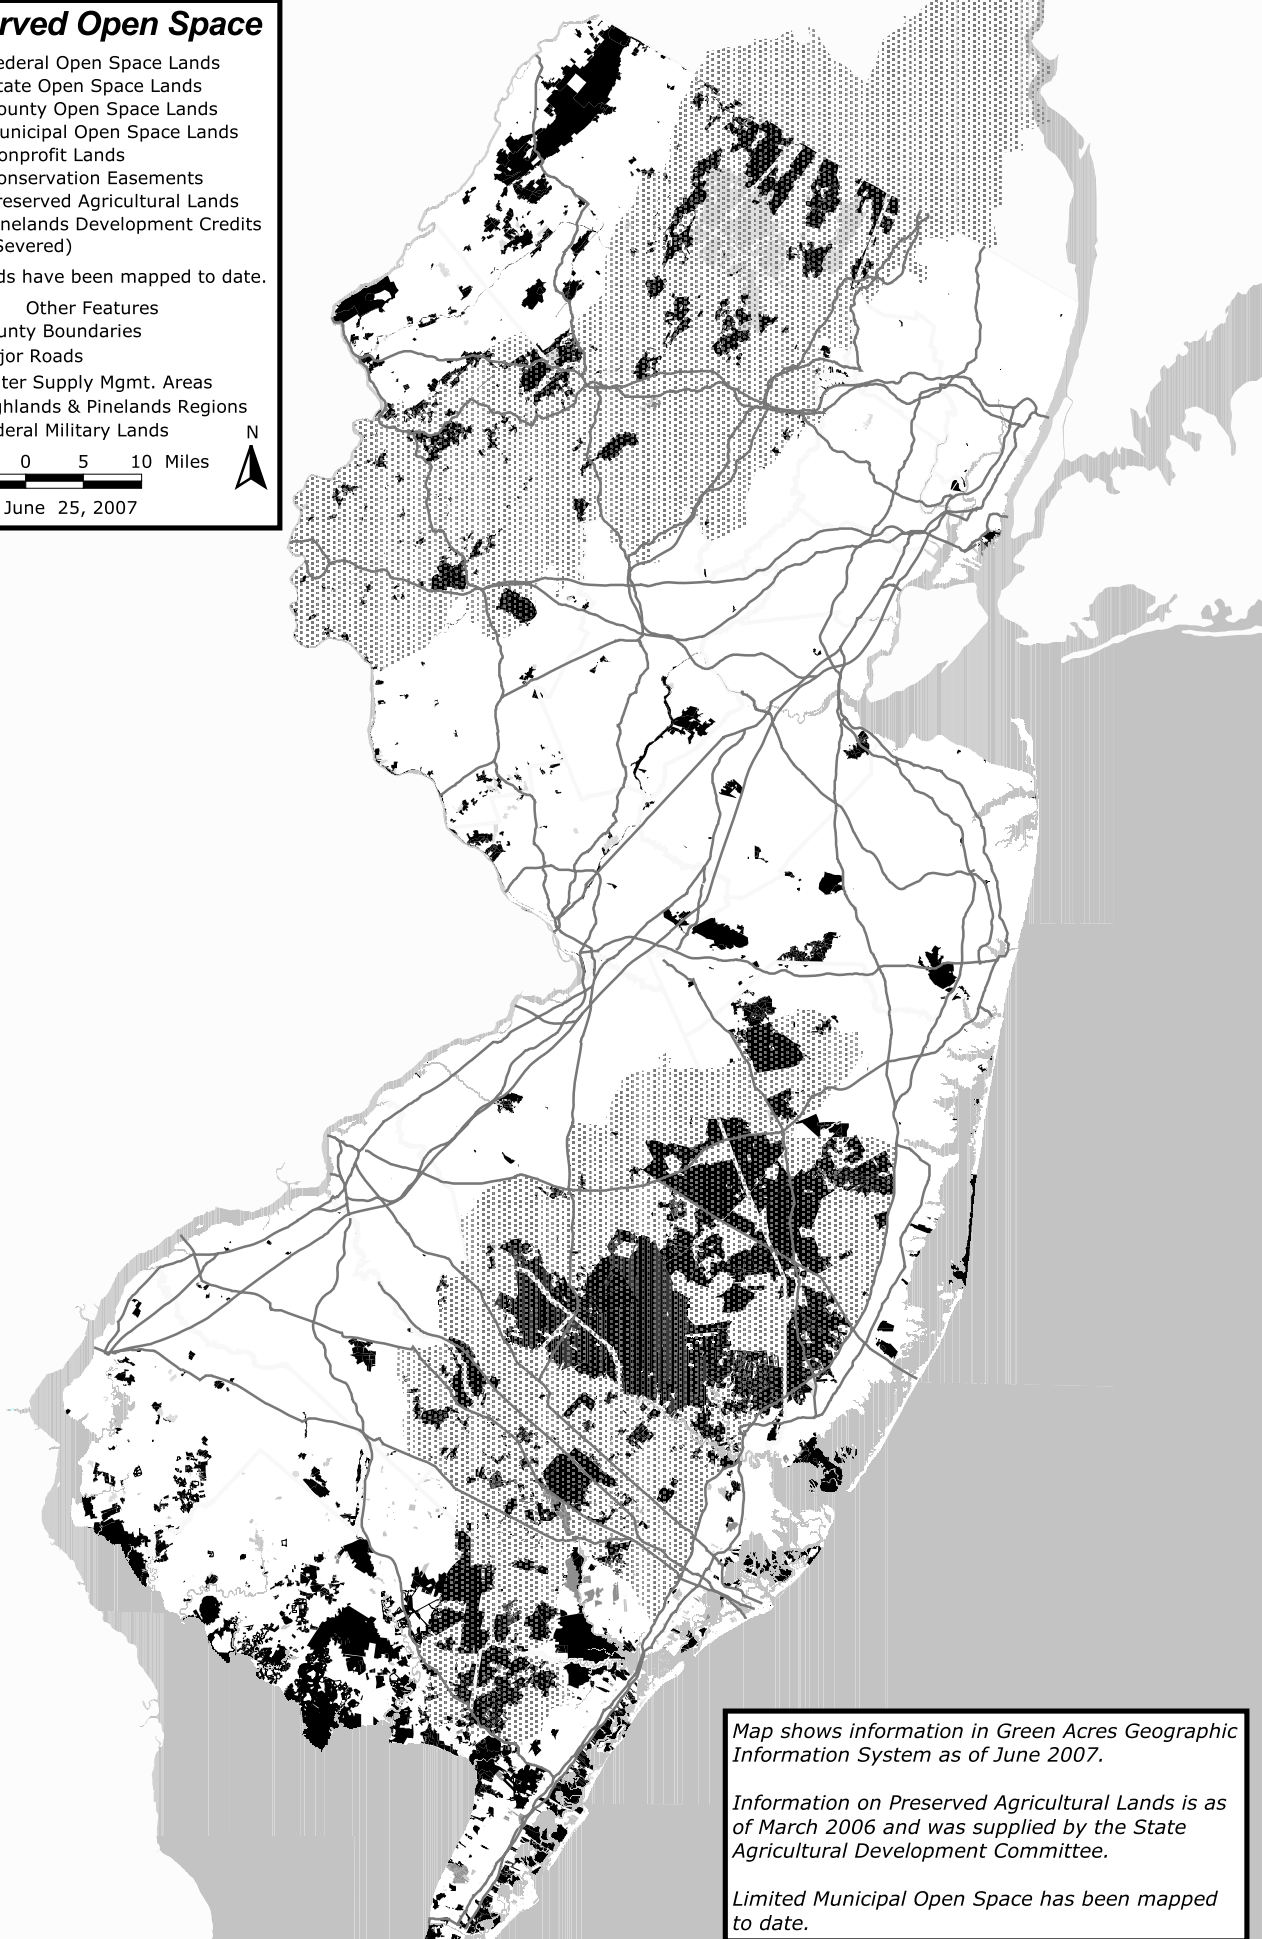 rved Open Space
ederal Open Space Lands
tate Open Space Lands
ounty Open Space Lands
unicipal Open Space Lands
onprofit Lands
onservation Easements
reserved Agricultural Lands
inelands Development Credits
Severed)
ds have been mapped to date.
Other Features
unty Boundaries
jor Roads
ter Supply Mgmt. Areas
ghlands & Pinelands Regions
deral Military Lands
N
0 5 10 Miles
June 25, 2007
Map shows information in Green Acres Geographic
Information System as of June 2007.
Information on Preserved Agricultural Lands is as
of March 2006 and was supplied by the State
Agricultural Development Committee.
Limited Municipal Open Space has been mapped
to date.